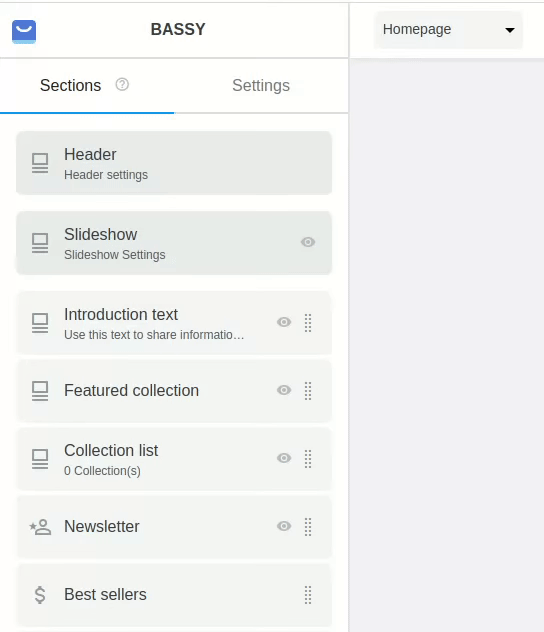 BASSY
Homepage
Sections
Settings
Header
Header settings
Slideshow
Slideshow Settings
Introduction text
Use this text to share informatio…
Featured collection
Collection list
0 Collection(s)
Newsletter
Best sellers